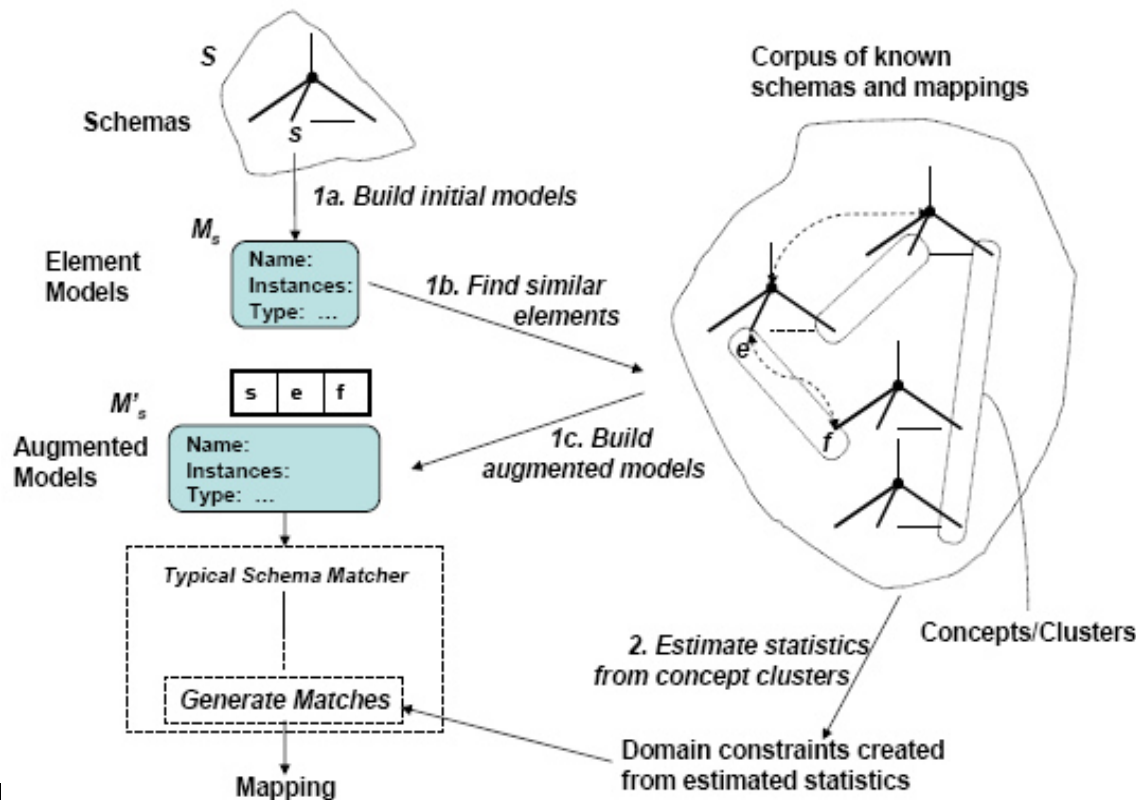 S
Schemas
s
1a. Build initial models
Ms
Element
Models
Name:
Instances:
Type: ...
1b. Find similar
elements
Corpus of known
schemas and mappings
e
f
M's
s e f
Augmented
Models
Name:
Instances:
Type: ...
1c. Build
augmented models
Typical Schema Matcher
Generate Matches
Mapping
2. Estimate statistics
from concept clusters
Concepts/Clusters
Domain constraints created
from estimated statistics